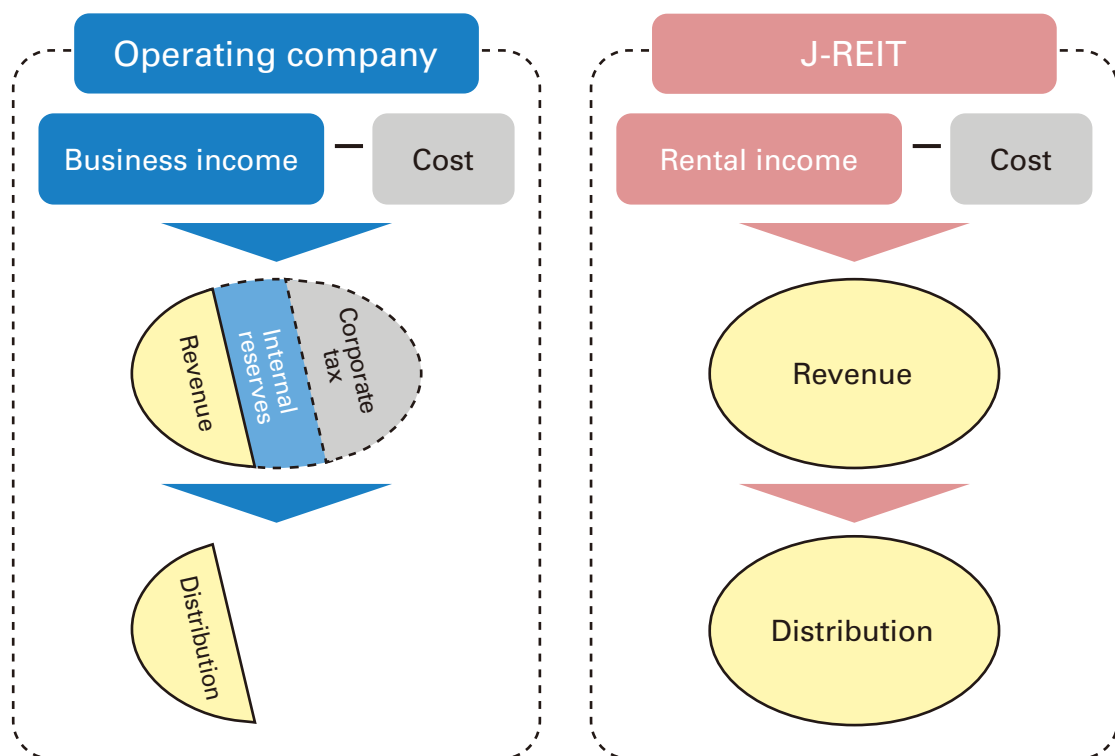 Operating company
Business income
–
Cost
Revenue
Internal
reserves
Corporate
tax
Distribution
J-REIT
Rental income
–
Cost
Revenue
Distribution